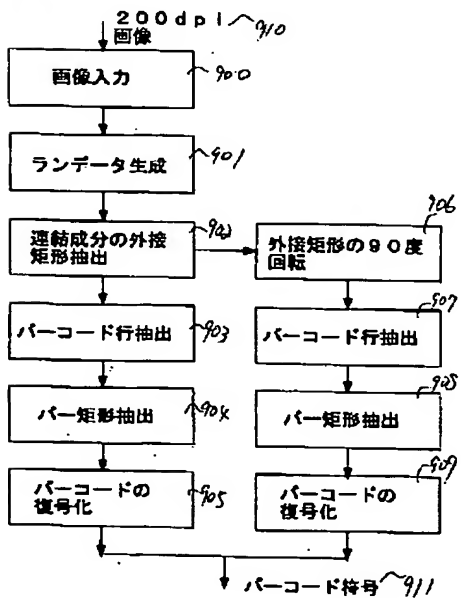 200dpi 910
画像
画像入力 900
ランデータ生成 901
連結成分の外接 902
矩形抽出
外接矩形の90度 906
回転
バーコード行抽出 903
バーコード行抽出 907
バー矩形抽出 904
バー矩形抽出 908
バーコードの 905
復号化
バーコードの 909
復号化
バーコード符号 911